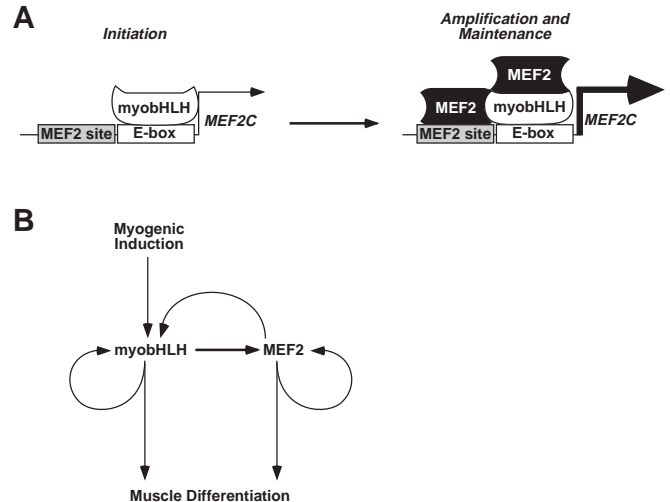 A
Initiation
Amplification and
Maintenance
myobHLH
MEF2C
MEF2 site
E-box
MEF2
MEF2
myobHLH
MEF2C
MEF2 site
E-box
B
Myogenic
Induction
myobHLH
MEF2
Muscle Differentiation